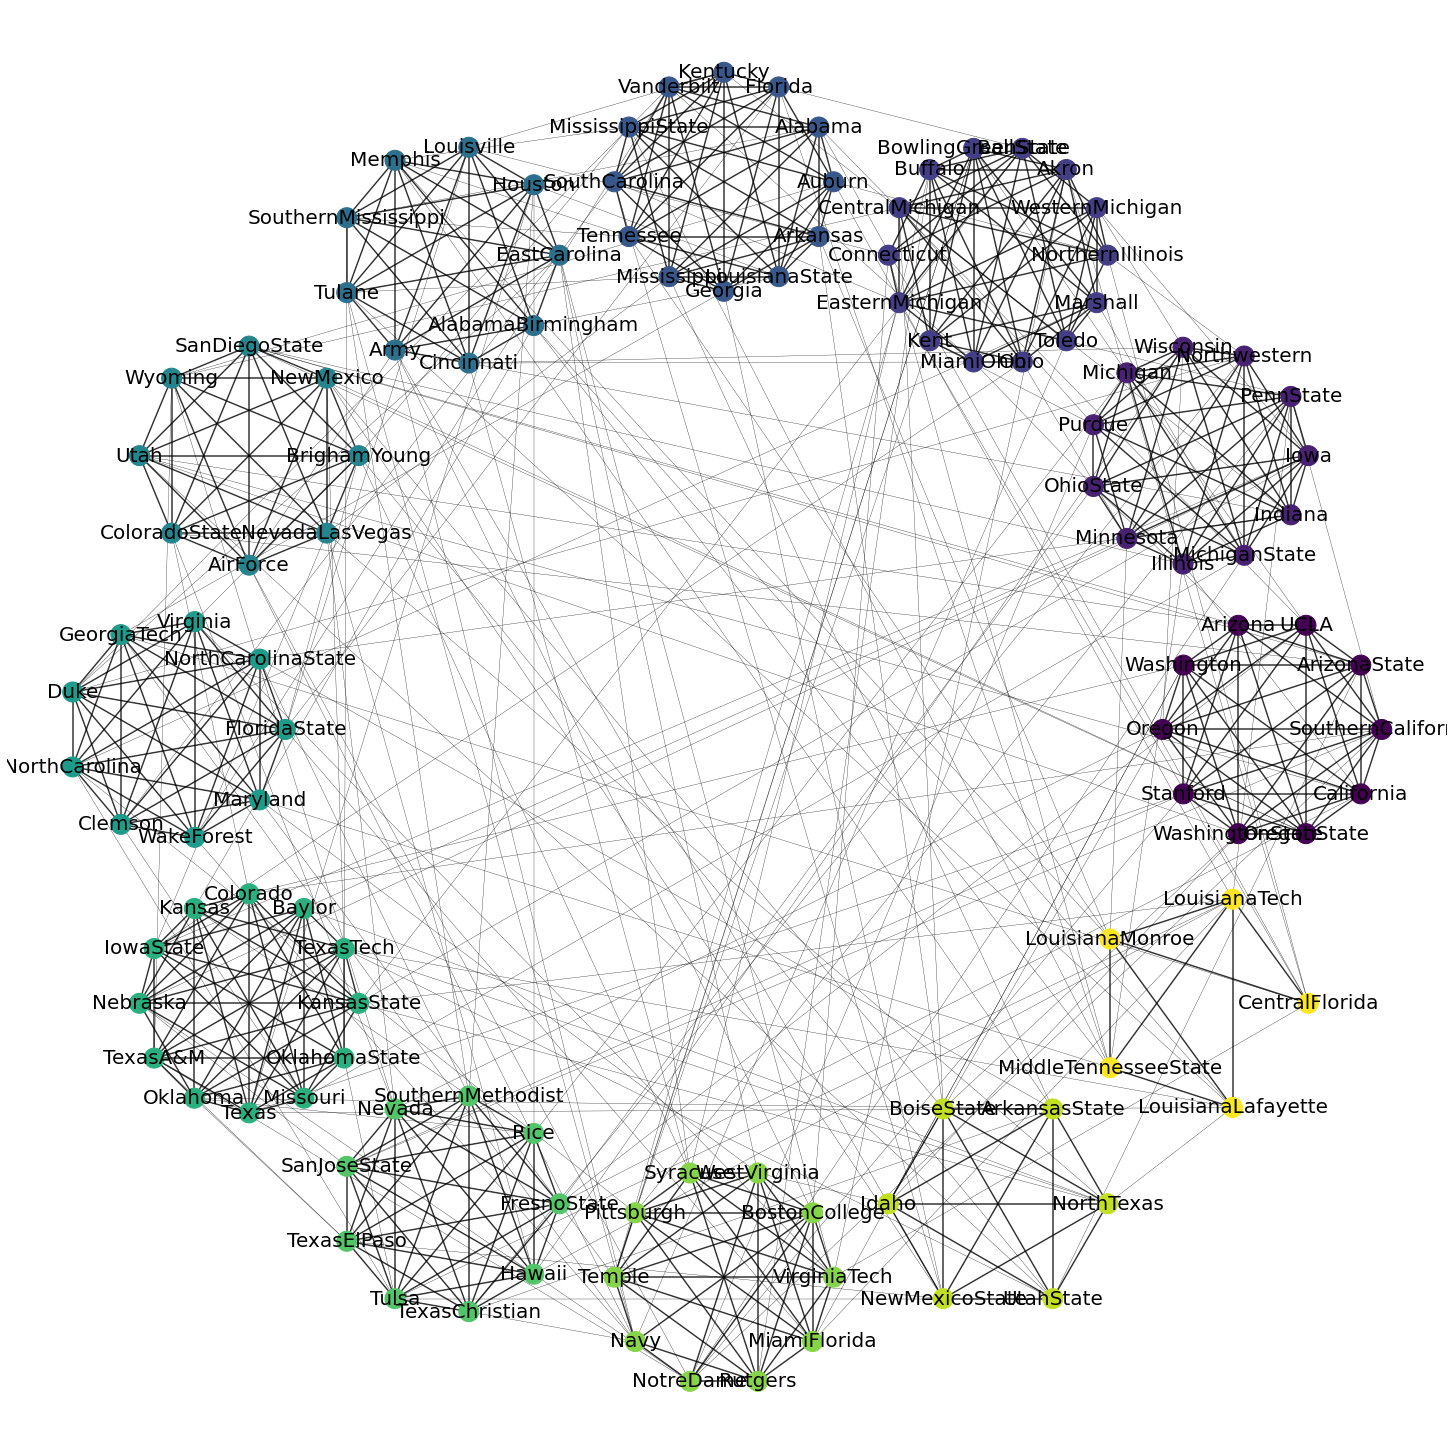 Kentucky
Vanderbilt
Florida
MississippiState
Alabama
SouthCarolina
Auburn
Tennessee
Arkansas
Mississippi
LouisianaState
Georgia
BowlingGreenState
BallState
Buffalo
Akron
CentralMichigan
WesternMichigan
Connecticut
NorthernIllinois
EasternMichigan
Marshall
Kent
Toledo
MiamiOhio
Ohio
Louisville
Memphis
Houston
SouthernMississippi
EastCarolina
Tulane
AlabamaBirmingham
Army
Cincinnati
Wisconsin
Northwestern
Michigan
PennState
Purdue
Iowa
OhioState
Indiana
Minnesota
MichiganState
Illinois
SanDiegoState
Wyoming
NewMexico
Utah
BrighamYoung
ColoradoState
NevadaLasVegas
AirForce
Arizona
UCLA
Washington
ArizonaState
Oregon
SouthernCaliforn
Stanford
California
WashingtonState
OregonState
Virginia
GeorgiaTech
NorthCarolinaState
Duke
FloridaState
NorthCarolina
Maryland
Clemson
WakeForest
Colorado
Kansas
Baylor
IowaState
TexasTech
Nebraska
KansasState
TexasA&M
OklahomaState
Oklahoma
Missouri
Texas
LouisianaTech
LouisianaMonroe
CentralFlorida
MiddleTennesseeState
LouisianaLafayette
SouthernMethodist
Nevada
Rice
SanJoseState
FresnoState
TexasElPaso
Hawaii
Tulsa
TexasChristian
Syracuse
WestVirginia
Pittsburgh
BostonCollege
Temple
VirginiaTech
Navy
MiamiFlorida
NotreDame
Rutgers
BoiseState
ArkansasState
Idaho
NorthTexas
NewMexicoState
UtahState